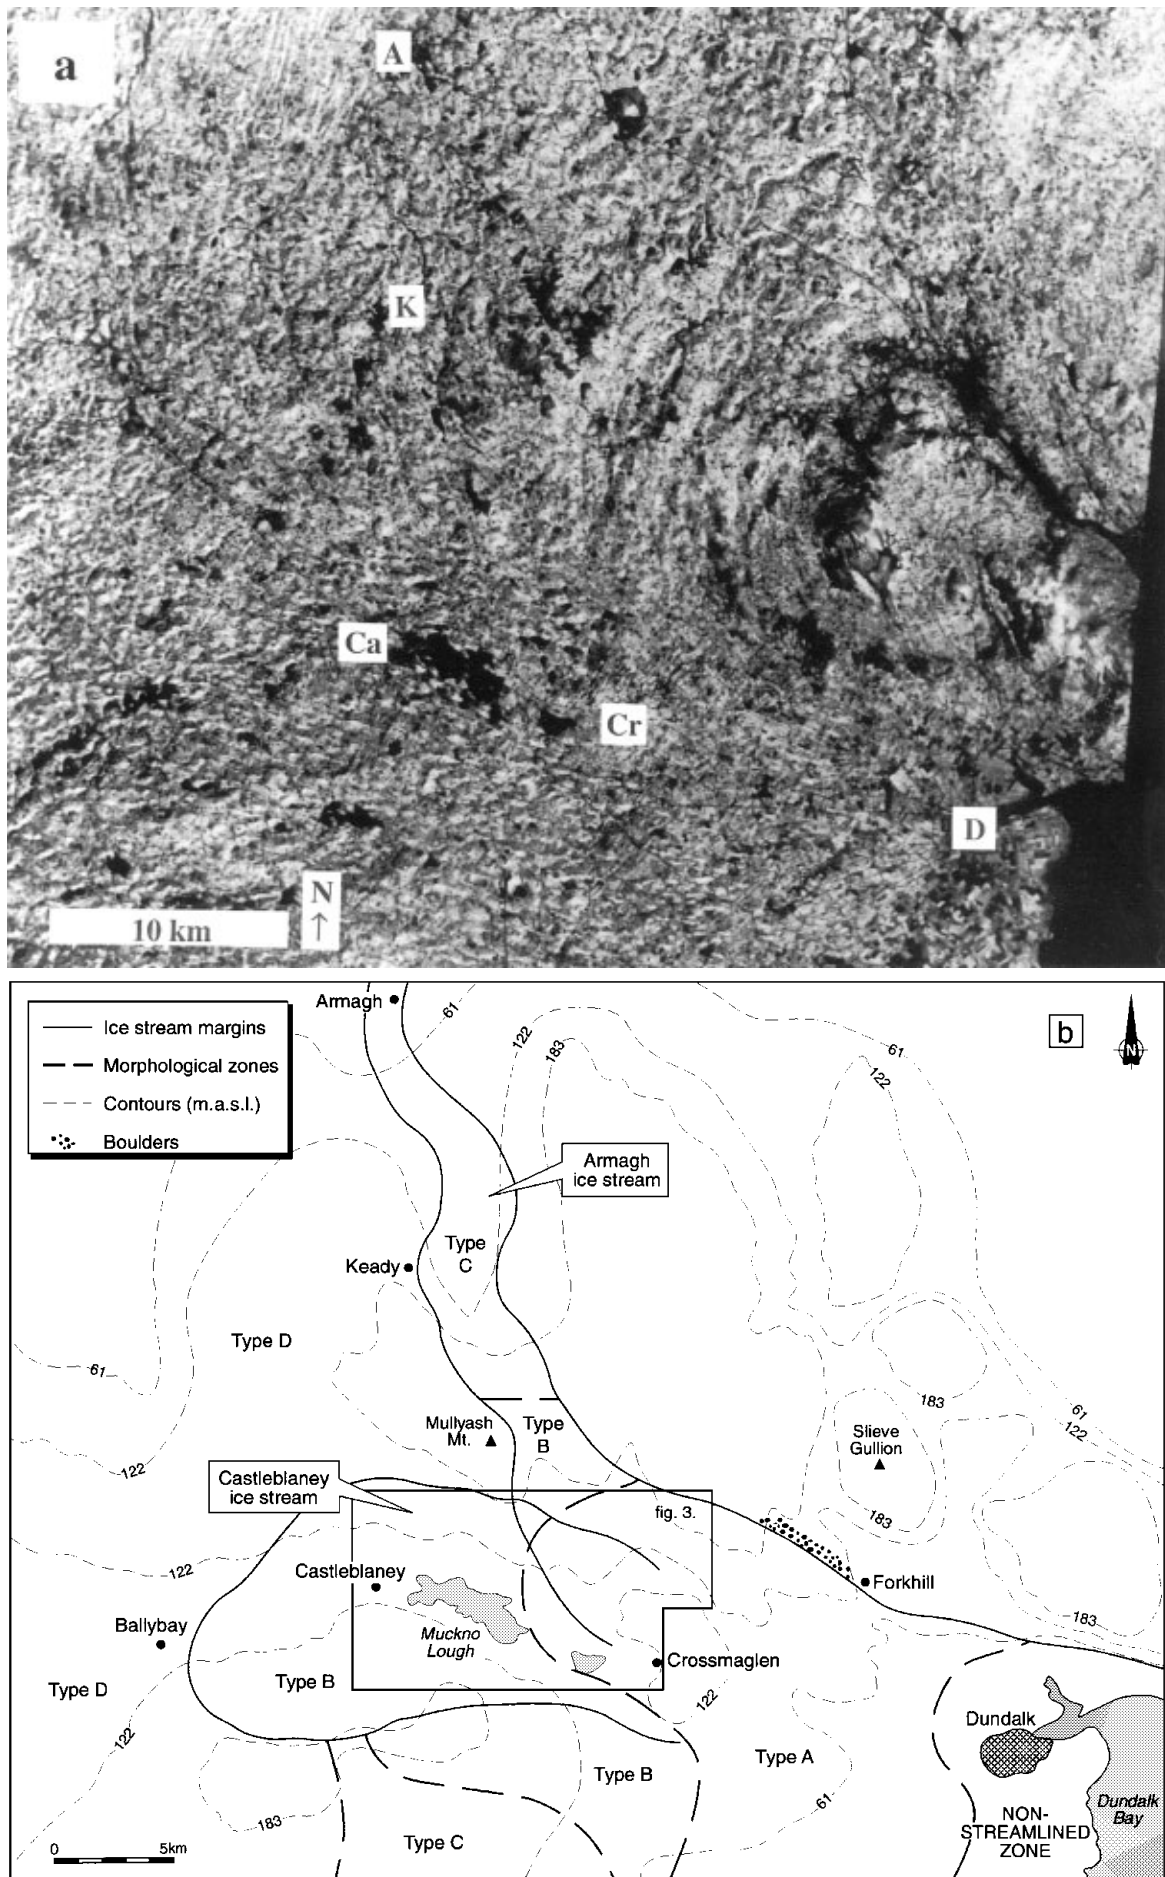 a
A
K
Ca
Cr
D
N
↑
10 km
b
N
Ice stream margins
Morphological zones
Contours (m.a.s.l.)
Boulders
Armagh
61
122
183
61
122
Armagh
ice stream
Type
C
Keady
Type D
61
183
61
122
Mullyash
Mt.
Type
B
Slieve
Gullion
122
Castleblaney
ice stream
fig. 3.
183
122
Castleblaney
Forkhill
183
Ballybay
Muckno
Lough
Crossmaglen
Type D
Type B
122
Dundalk
122
Type B
Type A
61
Dundalk
Bay
183
NON-
STREAMLINED
ZONE
Type C
0 5km